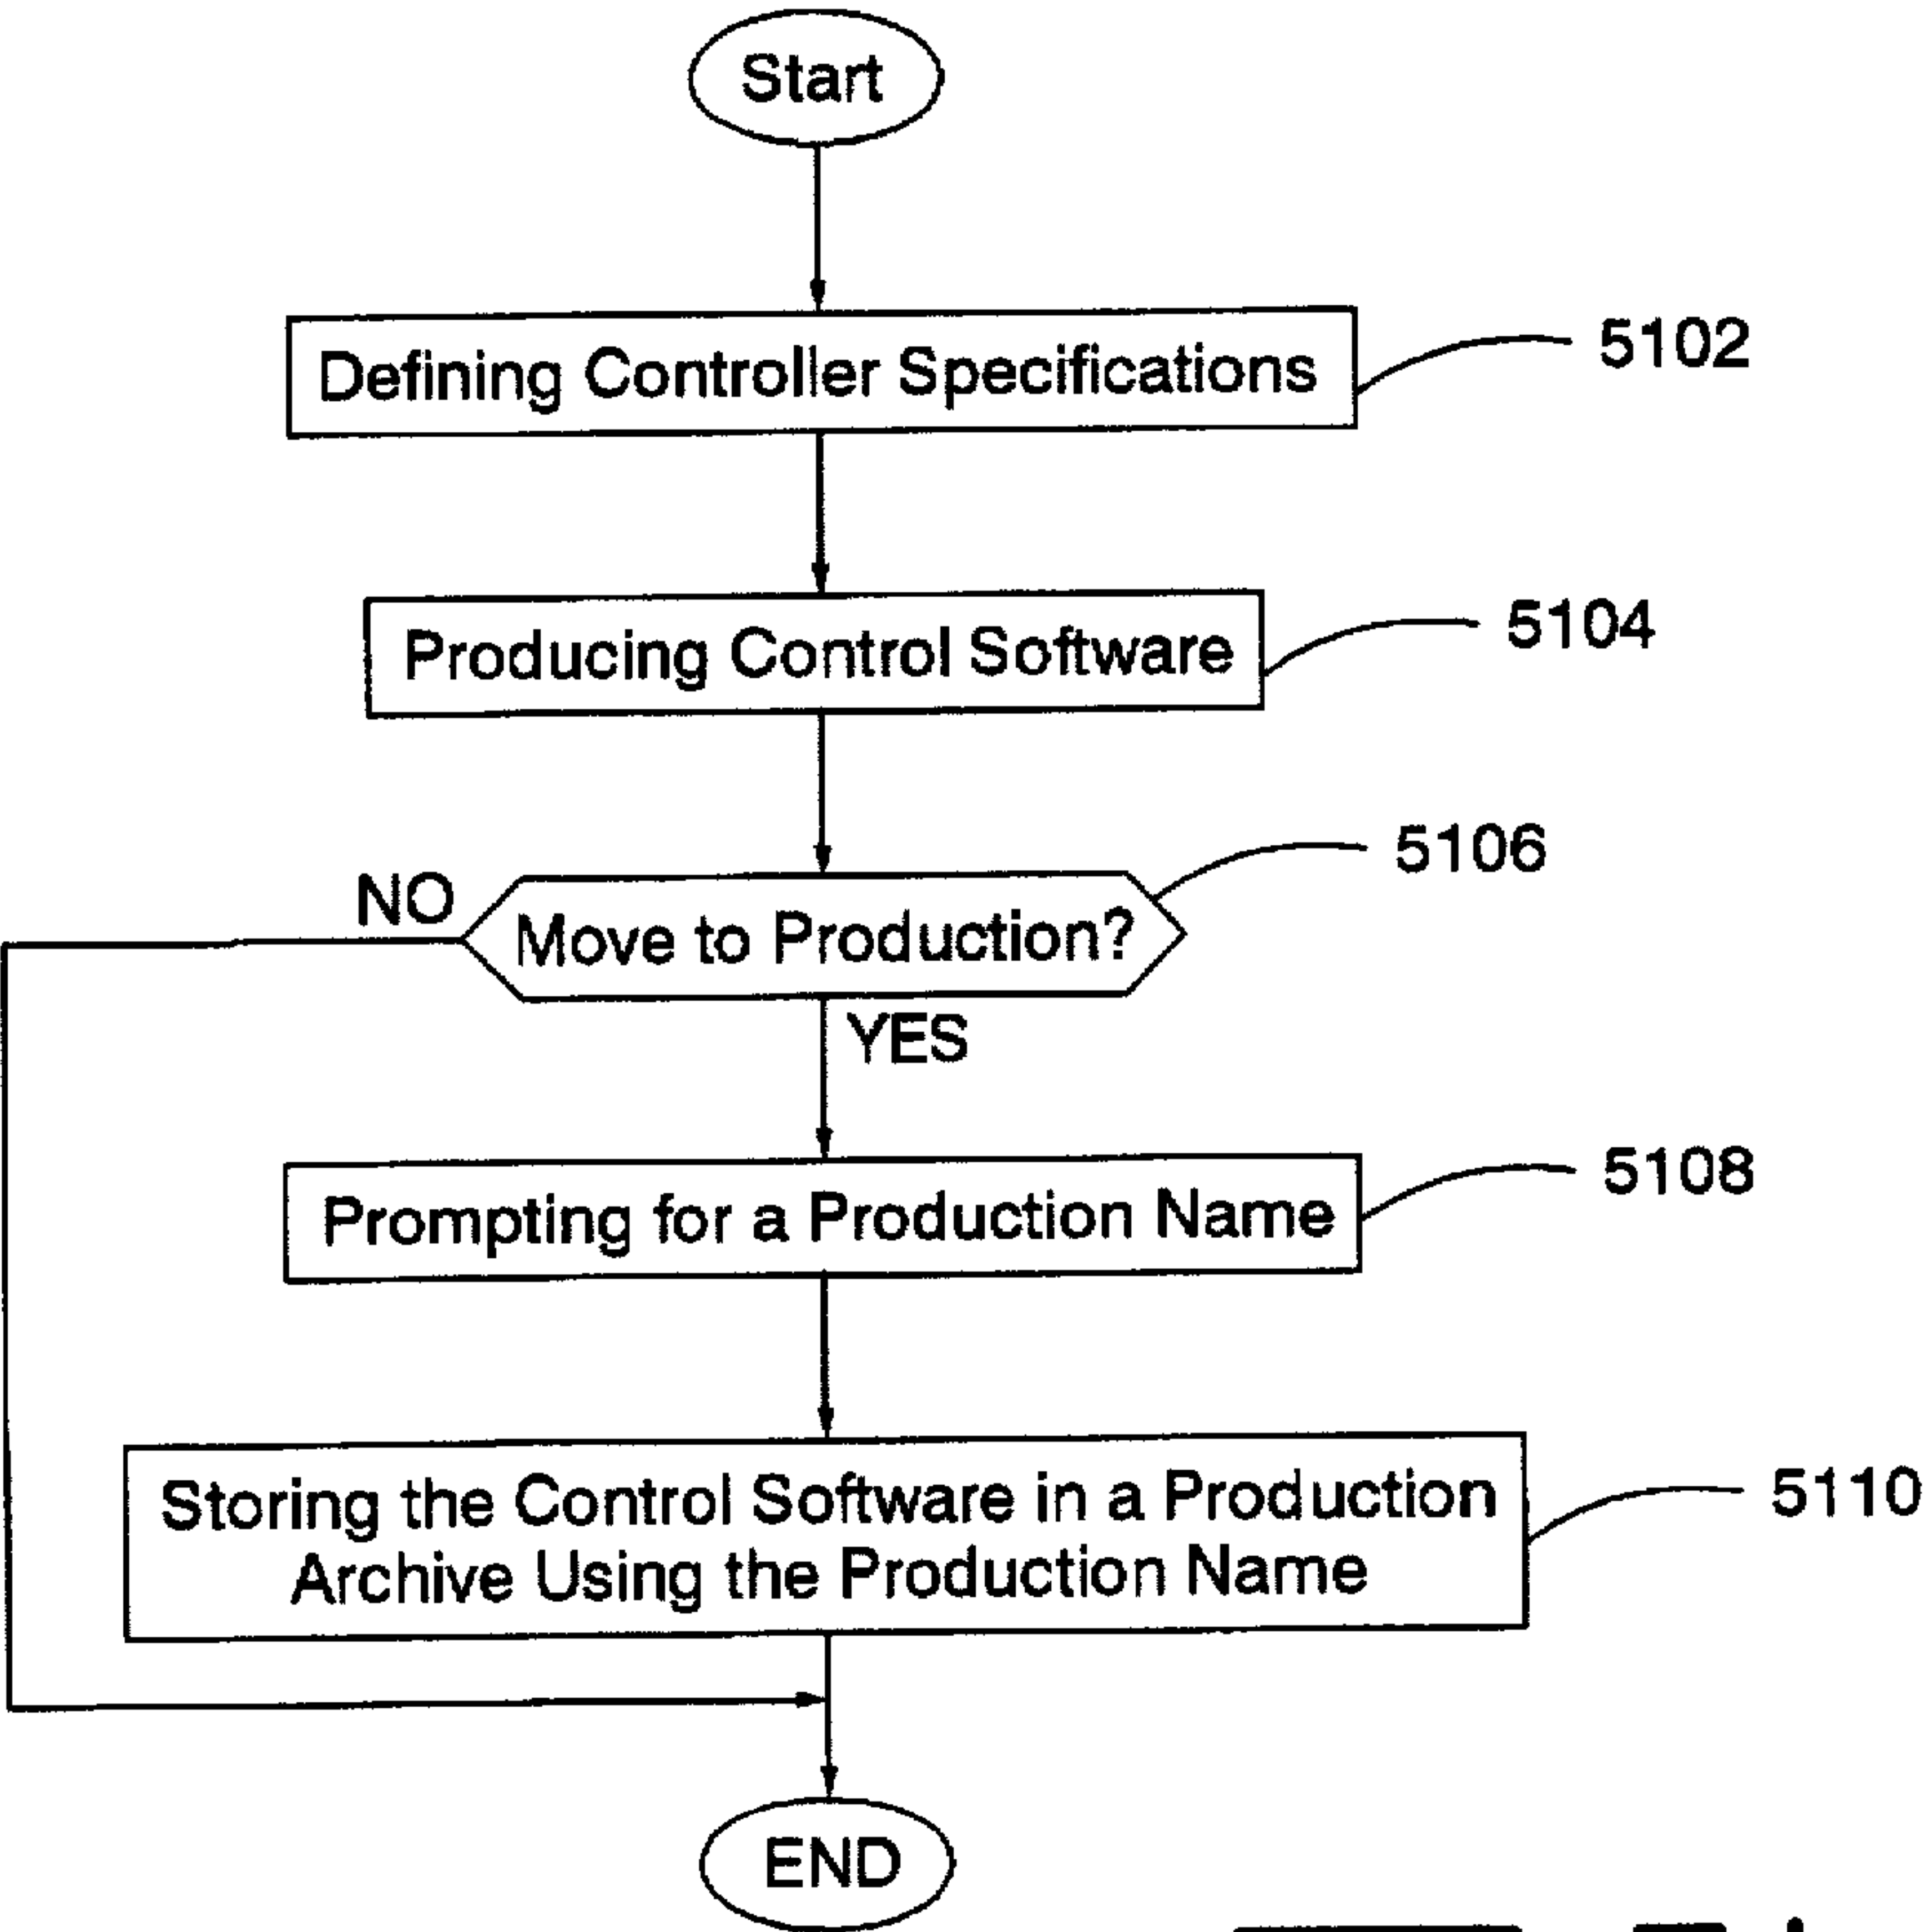 Start
Defining Controller Specifications
5102
Producing Control Software
5104
5106
NO
Move to Production?
YES
Prompting for a Production Name
5108
Storing the Control Software in a Production
Archive Using the Production Name
5110
END